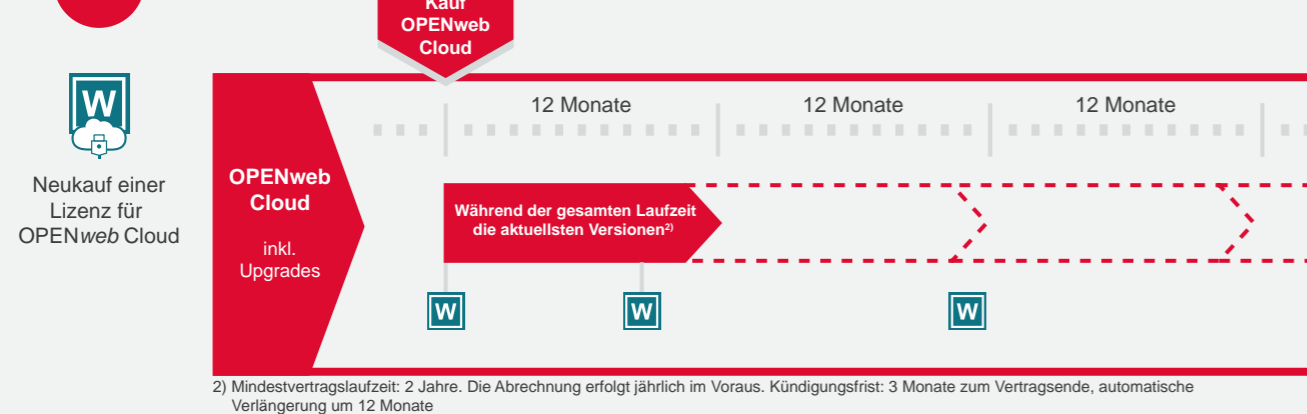 Kauf
OPENweb
Cloud
W
Neukauf einer
Lizenz für
OPENweb Cloud
OPENweb
Cloud
inkl.
Upgrades
12 Monate
12 Monate
12 Monate
Während der gesamten Laufzeit
die aktuellsten Versionen2)
W
W
W
2) Mindestvertragslaufzeit: 2 Jahre. Die Abrechnung erfolgt jährlich im Voraus. Kündigungsfrist: 3 Monate zum Vertragsende, automatische
Verlängerung um 12 Monate